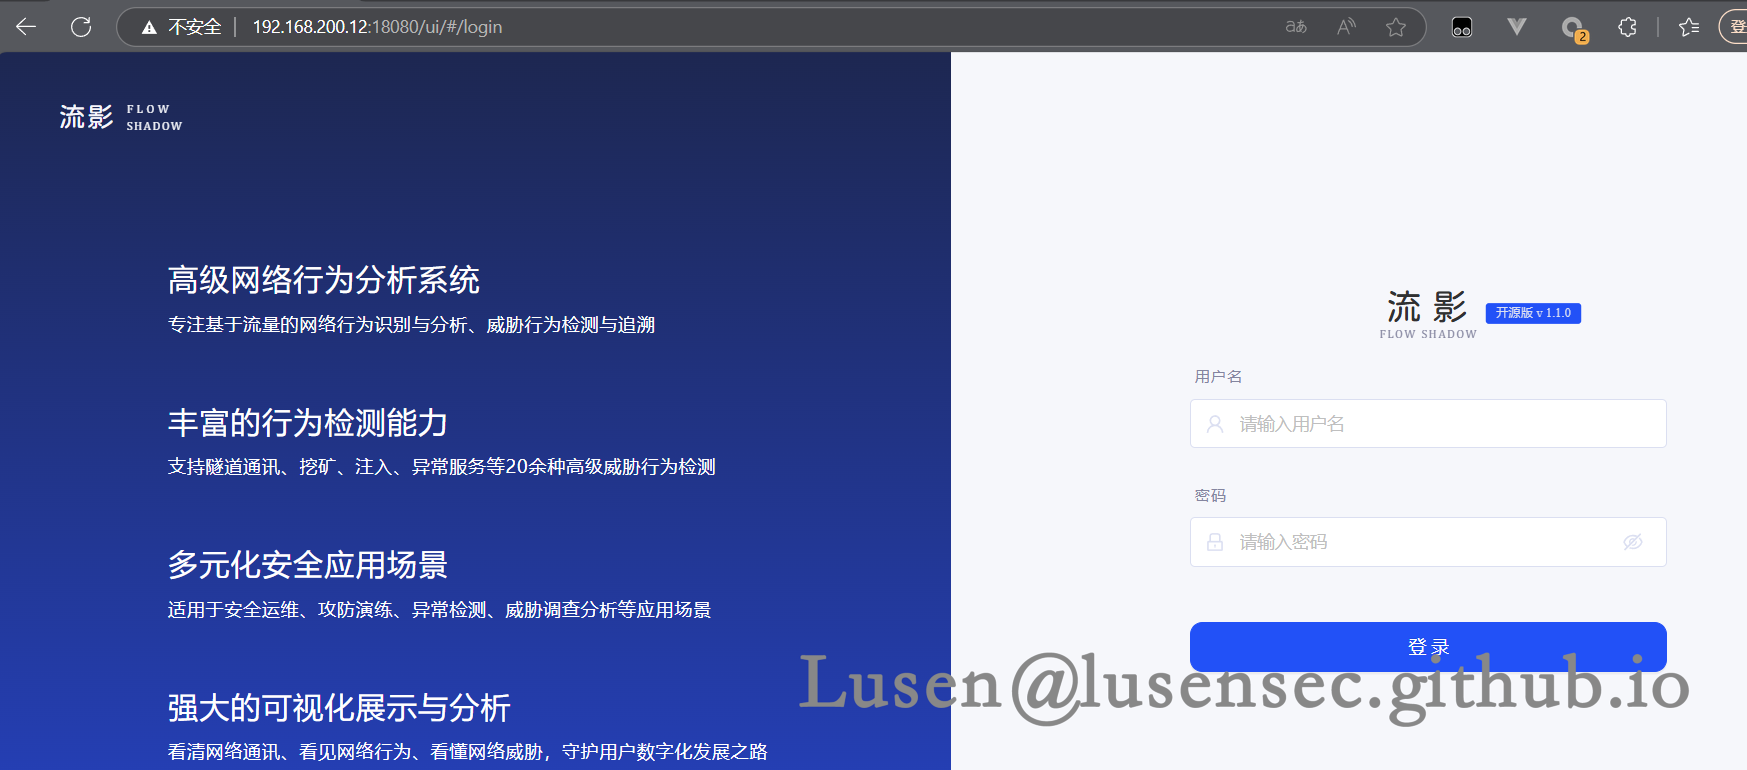 不安全 192.168.200.12:18080/ui/#/login aあ A 2 登
流影 FLOW SHADOW
高级网络行为分析系统
专注基于流量的网络行为识别与分析、威胁行为检测与追溯
丰富的行为检测能力
支持隧道通讯、挖矿、注入、异常服务等20余种高级威胁行为检测
多元化安全应用场景
适用于安全运维、攻防演练、异常检测、威胁调查分析等应用场景
强大的可视化展示与分析
看清网络通讯、看见网络行为、看懂网络威胁，守护用户数字化发展之路
流影 开源版 v 1.1.0
FLOW SHADOW
用户名
请输入用户名
密码
请输入密码
登录
Lusen@lusensec.github.io